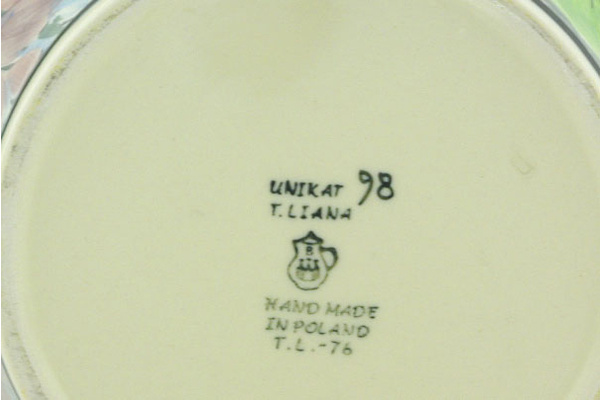 UNIKAT 98
T. LIANA
B
HAND MADE
IN POLAND
T. L. - 76